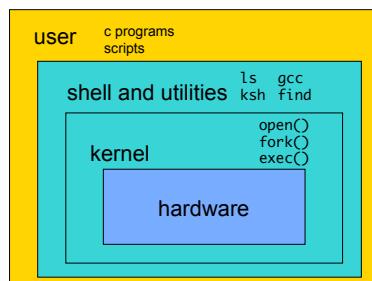 user
c programs
scripts
shell and utilities
ls gcc
ksh find
kernel
open()
fork()
exec()
hardware